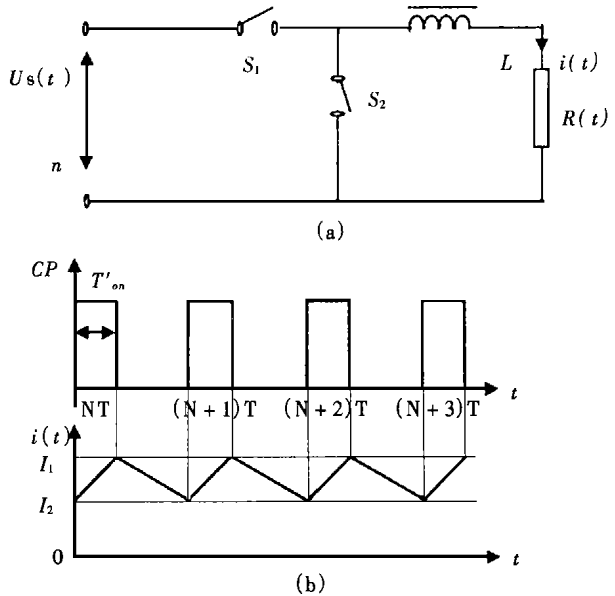 S₁
L
i(t)
Us(t)
S₂
R(t)
n
(a)
CP
T'on
t
NT
(N + 1)T
(N + 2)T
(N + 3)T
i(t)
I₁
I₂
0
t
(b)